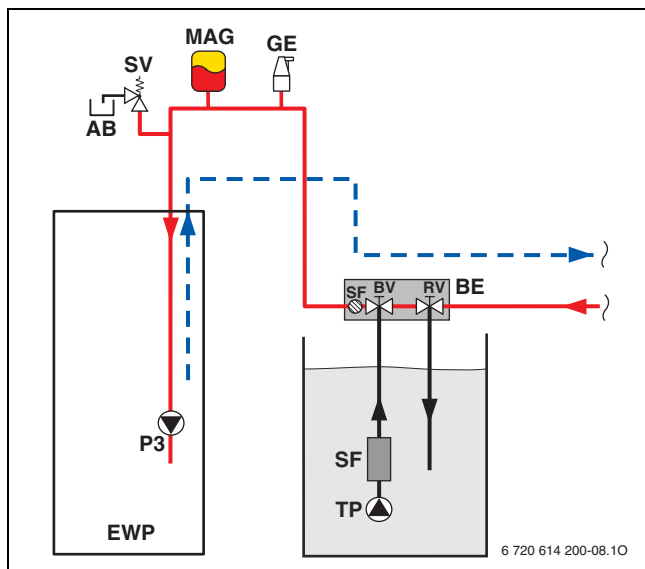 MAG
GE
SV
AB
SF
BV
RV
BE
P3
SF
TP
EWP
6 720 614 200-08.1O